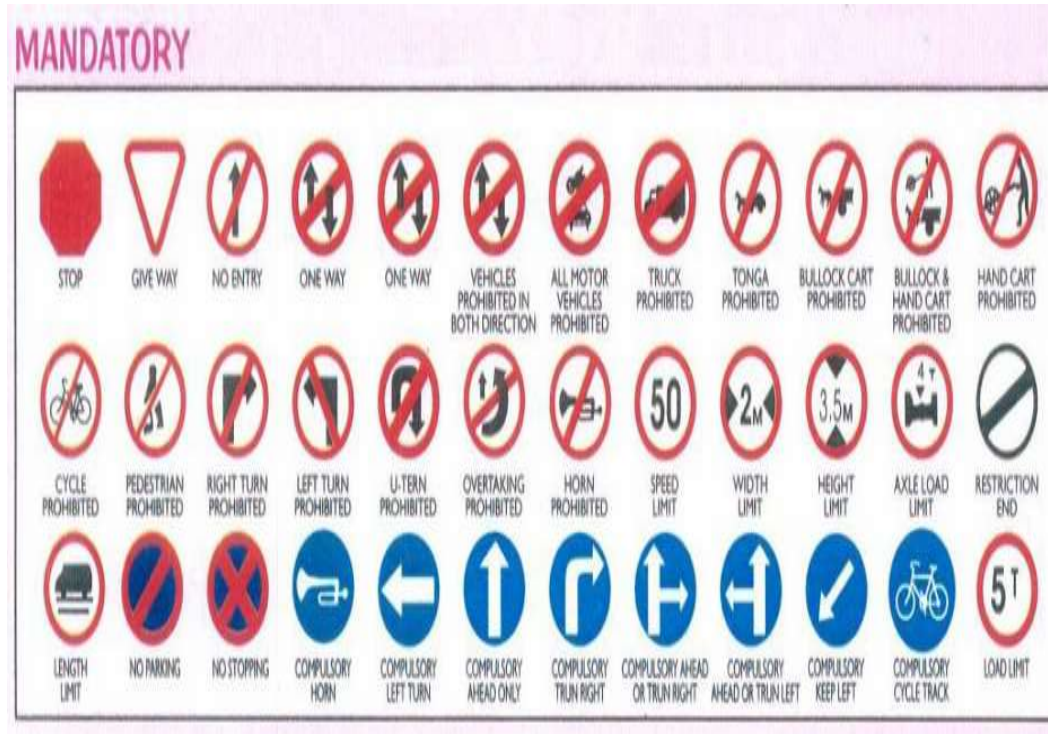 MANDATORY
STOP
GIVE WAY
NO ENTRY
ONE WAY
ONE WAY
VEHICLES
PROHIBITED IN
BOTH DIRECTION
ALL MOTOR
VEHICLES
PROHIBITED
TRUCK
PROHIBITED
TONGA
PROHIBITED
BULLOCK CART
PROHIBITED
BULLOCK &
HAND CART
PROHIBITED
HAND CART
PROHIBITED
50
2M
3.5M
4 T
CYCLE
PROHIBITED
PEDESTRIAN
PROHIBITED
RIGHT TURN
PROHIBITED
LEFT TURN
PROHIBITED
U-TERN
PROHIBITED
OVERTAKING
PROHIBITED
HORN
PROHIBITED
SPEED
LIMIT
WIDTH
LIMIT
HEIGHT
LIMIT
AXLE LOAD
LIMIT
RESTRICTION
END
5T
LENGTH
LIMIT
NO PARKING
NO STOPPING
COMPULSORY
HORN
COMPULSORY
LEFT TURN
COMPULSORY
AHEAD ONLY
COMPULSORY
TRUN RIGHT
COMPULSORY AHEAD
OR TRUN RIGHT
COMPULSORY
AHEAD OR TRUN LEFT
COMPULSORY
KEEP LEFT
COMPULSORY
CYCLE TRACK
LOAD LIMIT